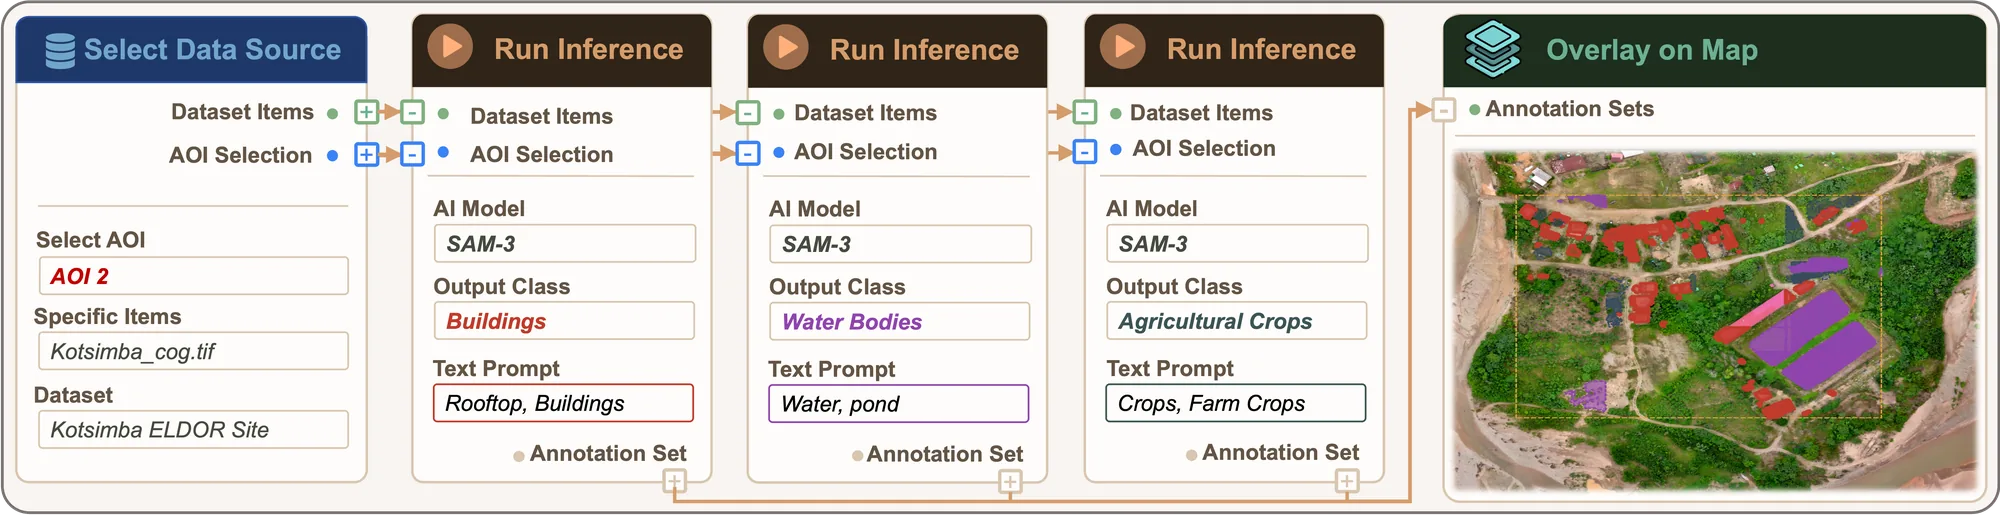 Select Data Source
Dataset Items
AOI Selection
Select AOI
AOI 2
Specific Items
Kotsimba_cog.tif
Dataset
Kotsimba ELDOR Site
Run Inference
Dataset Items
AOI Selection
AI Model
SAM-3
Output Class
Buildings
Text Prompt
Rooftop, Buildings
Annotation Set
Run Inference
Dataset Items
AOI Selection
AI Model
SAM-3
Output Class
Water Bodies
Text Prompt
Water, pond
Annotation Set
Run Inference
Dataset Items
AOI Selection
AI Model
SAM-3
Output Class
Agricultural Crops
Text Prompt
Crops, Farm Crops
Annotation Set
Overlay on Map
Annotation Sets